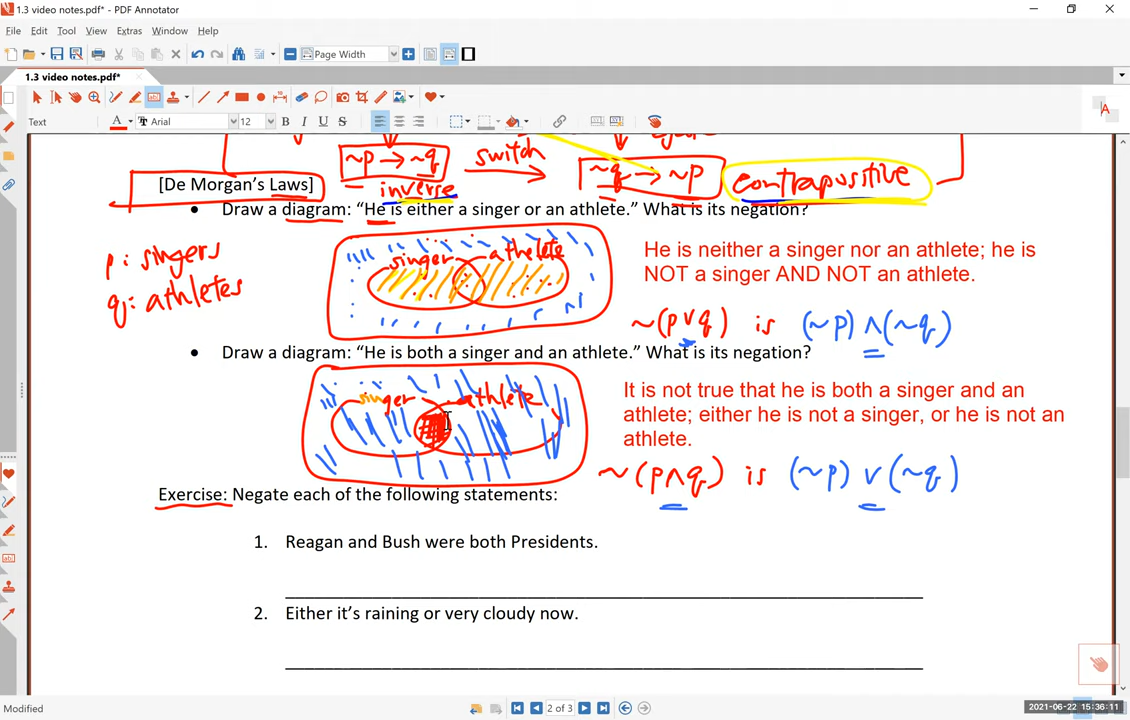 1.3 video notes.pdf* - PDF Annotator
File Edit Tool View Extras Window Help
Page Width
1.3 video notes.pdf*
Text Arial 12 B I U S
~p → ~q switch ~q → ~p contrapositive
[De Morgan's Laws] inverse
• Draw a diagram: "He is either a singer or an athlete." What is its negation?
p: singers
q: athletes
singer athelete
He is neither a singer nor an athlete; he is
NOT a singer AND NOT an athlete.
~(p ∨ q) is (~p) ∧ (~q)
• Draw a diagram: "He is both a singer and an athlete." What is its negation?
singer athlete
It is not true that he is both a singer and an
athlete; either he is not a singer, or he is not an
athlete.
~(p ∧ q) is (~p) ∨ (~q)
Exercise: Negate each of the following statements:
1. Reagan and Bush were both Presidents.
2. Either it's raining or very cloudy now.
Modified
2 of 3
2021-06-22 15:36:11